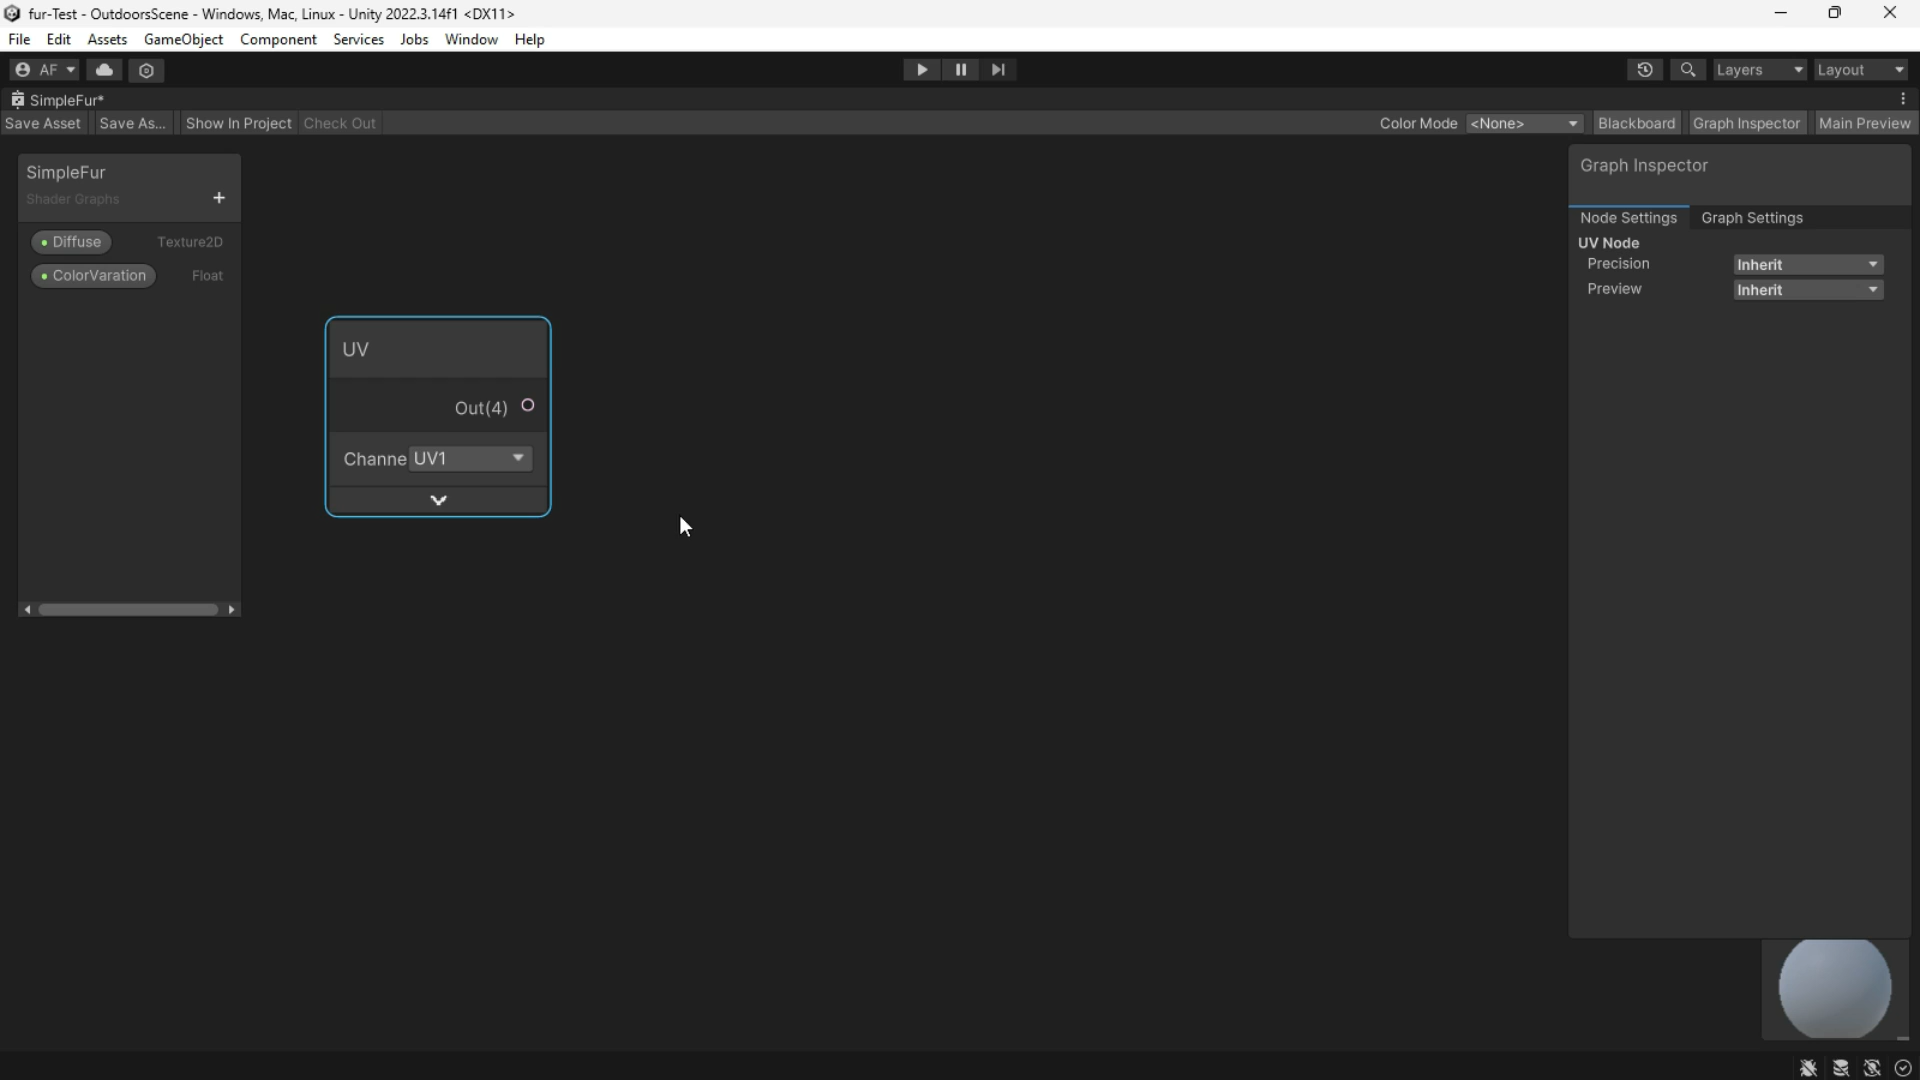 fur-Test - OutdoorsScene - Windows, Mac, Linux - Unity 2022.3.14f1 <DX11>
File Edit Assets GameObject Component Services Jobs Window Help
AF Layers Layout
SimpleFur*
Save Asset Save As... Show In Project Check Out Color Mode <None> Blackboard Graph Inspector Main Preview
SimpleFur
Shader Graphs
Diffuse Texture2D
ColorVaration Float
UV
Out(4)
Channe UV1
Graph Inspector
Node Settings Graph Settings
UV Node
Precision Inherit
Preview Inherit